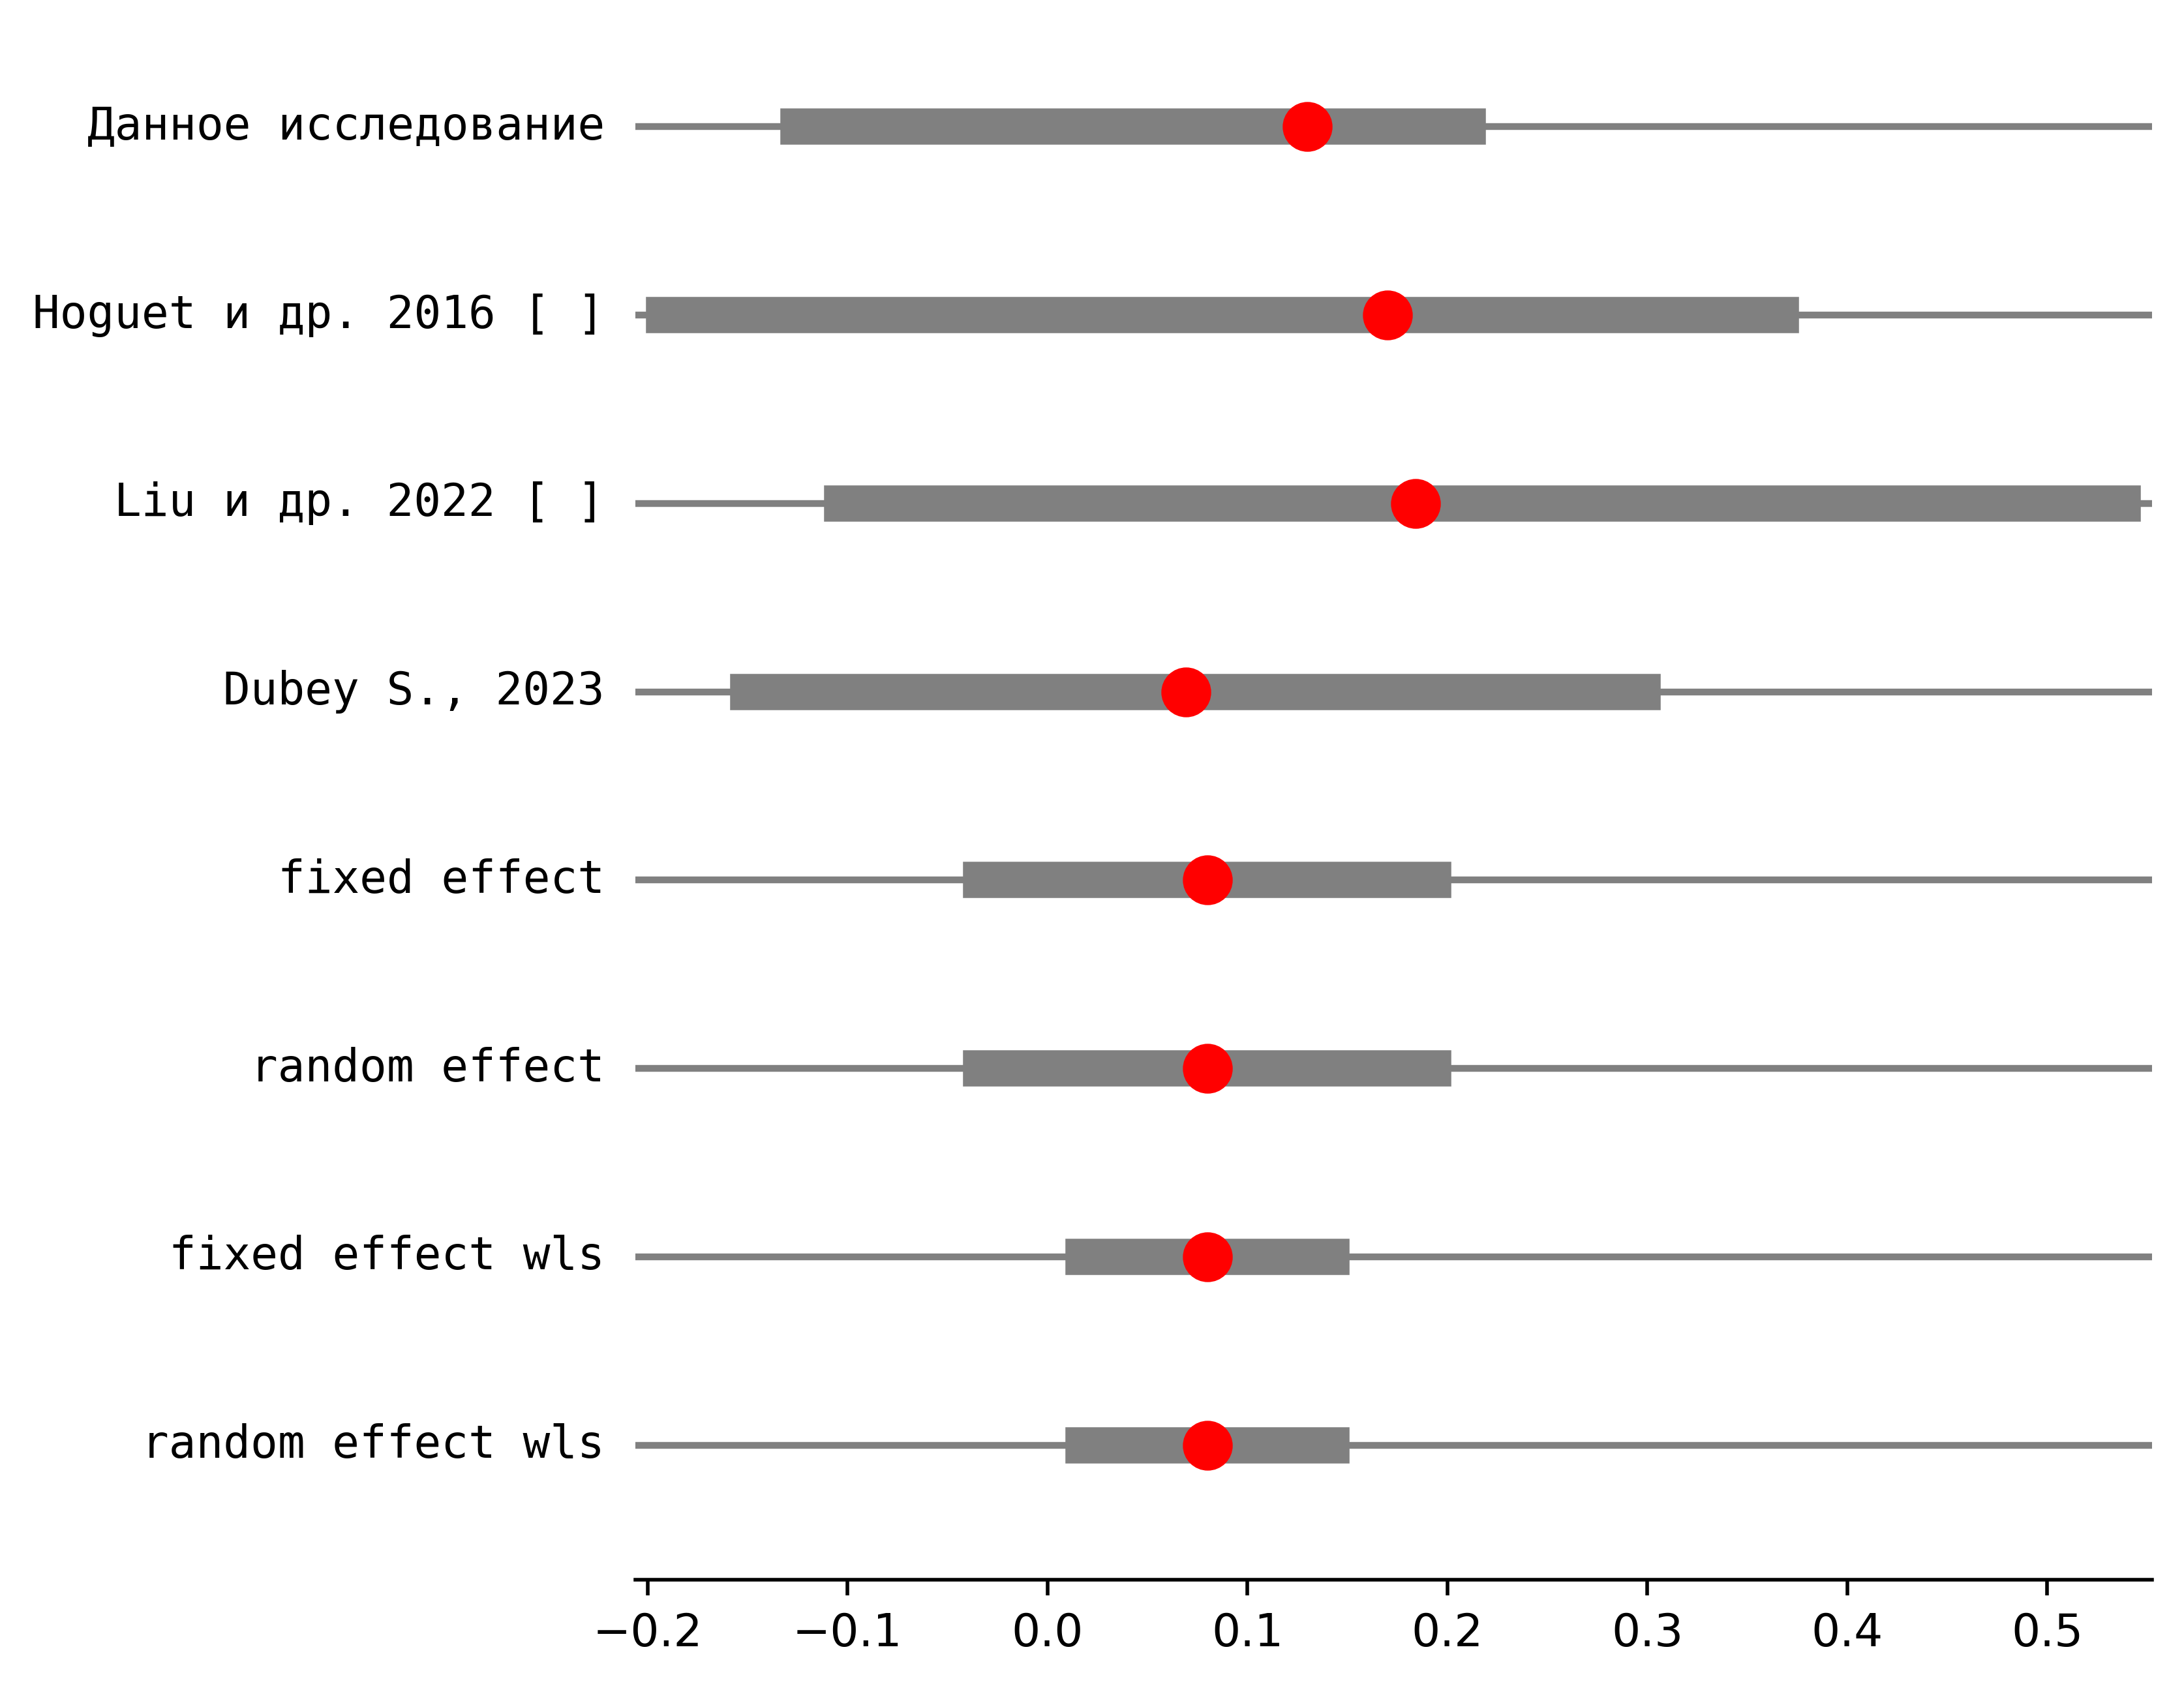 Данное исследование
Hoguet и др. 2016 [ ]
Liu и др. 2022 [ ]
Dubey S., 2023
fixed effect
random effect
fixed effect wls
random effect wls
−0.2 −0.1 0.0 0.1 0.2 0.3 0.4 0.5